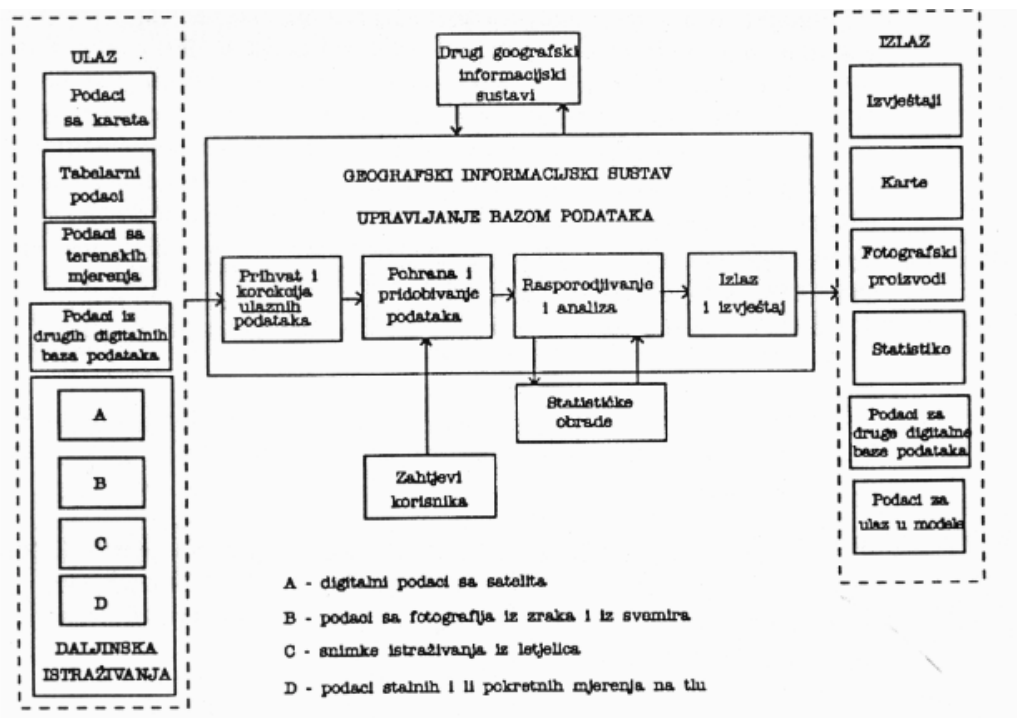 ULAZ
Podaci
sa karata
Tabelarni
podaci
Podaci sa
terenskih
mjerenja
Podaci iz
drugih digitalnih
baza podataka
A
B
C
D
DALJINSKA
ISTRAŽIVANJA
Drugi geografski
informacijski
sustavi
GEOGRAFSKI INFORMACIJSKI SUSTAV
UPRAVLJANJE BAZOM PODATAKA
Prihvat i
korekcija
ulaznih
podataka
Pohrana i
pridobivanje
podataka
Rasporodjivanje
i analiza
Izlaz
i izvještaj
Statističke
obrade
Zahtjevi
korisnika
A - digitalni podaci sa satelita
B - podaci sa fotografija iz zraka i iz svemira
C - snimke istraživanja iz letjelica
D - podaci stalnih i li pokretnih mjerenja na tlu
IZLAZ
Izvještaji
Karte
Fotografski
proizvodi
Statistike
Podaci za
druge digitalne
baze podataka
Podaci za
ulaz u modele